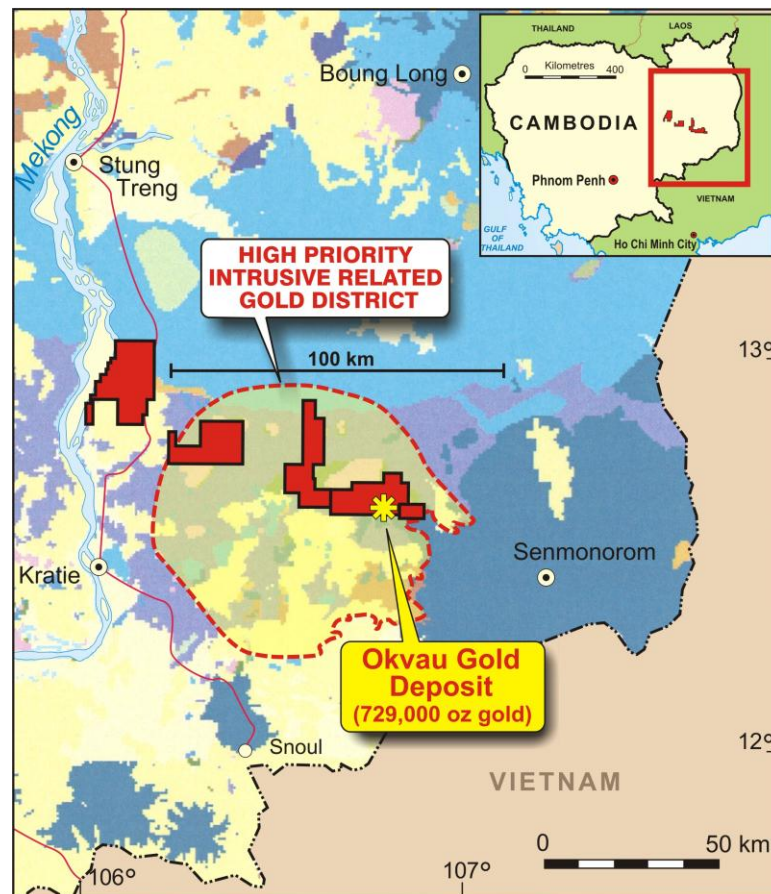 THAILAND
LAOS
0 Kilometres 400
CAMBODIA
Phnom Penh
VIETNAM
GULF
OF
THAILAND
Ho Chi Minh City
Boung Long
Mekong
Stung
Treng
HIGH PRIORITY
INTRUSIVE RELATED
GOLD DISTRICT
100 km
13°
Kratie
Senmonorom
Okvau Gold
Deposit
(729,000 oz gold)
Snoul
12°
VIETNAM
0 50 km
106°
107°